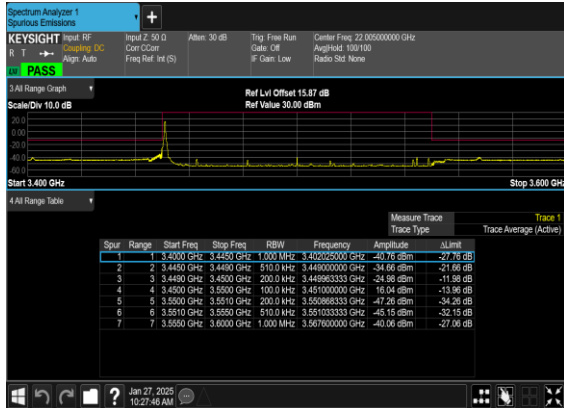 Spectrum Analyzer 1
Spurious Emissions
+
KEYSIGHT Input: RF Input Z: 50 Ω Atten: 30 dB Trig: Free Run Center Freq: 22.005000000 GHz
R T Coupling: DC Corr CCorr Gate: Off Avg|Hold: 100/100
Align: Auto Freq Ref: Int (S) IF Gain: Low Radio Std: None
PASS
3 All Range Graph Ref Lvl Offset 15.87 dB
Scale/Div 10.0 dB Ref Value 30.00 dBm
20.0
0.00
-20.0
-40.0
-60.0
Start 3.400 GHz Stop 3.600 GHz
4 All Range Table
Measure Trace Trace 1
Trace Type Trace Average (Active)
Spur Range Start Freq Stop Freq RBW Frequency Amplitude ΔLimit
1 1 3.4000 GHz 3.4450 GHz 1.000 MHz 3.402025000 GHz -40.76 dBm -27.76 dB
2 2 3.4450 GHz 3.4490 GHz 510.0 kHz 3.449000000 GHz -34.66 dBm -21.66 dB
3 3 3.4490 GHz 3.4500 GHz 200.0 kHz 3.449963333 GHz -24.98 dBm -11.98 dB
4 4 3.4500 GHz 3.5500 GHz 100.0 kHz 3.451000000 GHz 16.04 dBm -13.96 dB
5 5 3.5500 GHz 3.5510 GHz 200.0 kHz 3.550868333 GHz -47.26 dBm -34.26 dB
6 6 3.5510 GHz 3.5550 GHz 510.0 kHz 3.551033333 GHz -45.15 dBm -32.15 dB
7 7 3.5550 GHz 3.6000 GHz 1.000 MHz 3.567600000 GHz -40.06 dBm -27.06 dB
? Jan 27, 2025
10:27:46 AM